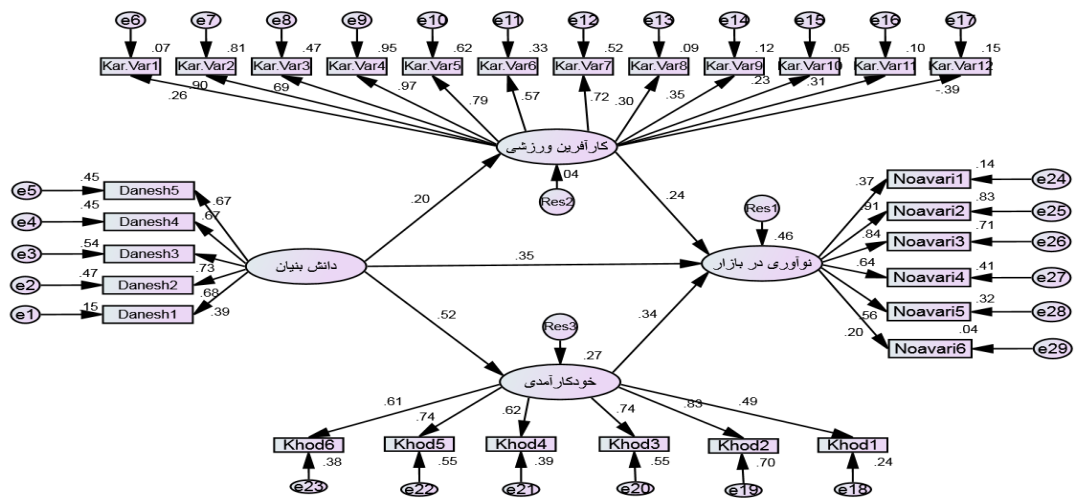 e6 e7 e8 e9 e10 e11 e12 e13 e14 e15 e16 e17
.07 .81 .47 .95 .62 .33 .52 .09 .12 .05 .10 .15
Kar.Var1 Kar.Var2 Kar.Var3 Kar.Var4 Kar.Var5 Kar.Var6 Kar.Var7 Kar.Var8 Kar.Var9 Kar.Var10 Kar.Var11 Kar.Var12
.26 .90 .69 .97 .79 .57 .72 .30 .35 .23 .31 -.39
کارآفرین ورزشی
.04
Res2
.20
.24
e5 .45 Danesh5 .67
e4 .45 Danesh4 .67
e3 .54 Danesh3 .73
e2 .47 Danesh2 .68
e1 .15 Danesh1 .39
دانش بنیان
.35
Res1
.46
نوآوری در بازار
.37 Noavari1 .14 e24
.91 Noavari2 .83 e25
.84 Noavari3 .71 e26
.64 Noavari4 .41 e27
.56 Noavari5 .32 e28
.20 Noavari6 .04 e29
.52
.34
Res3
.27
خودکارآمدی
.61 .74 .62 .74 .83 .49
Khod6 Khod5 Khod4 Khod3 Khod2 Khod1
.38 .55 .39 .55 .70 .24
e23 e22 e21 e20 e19 e18